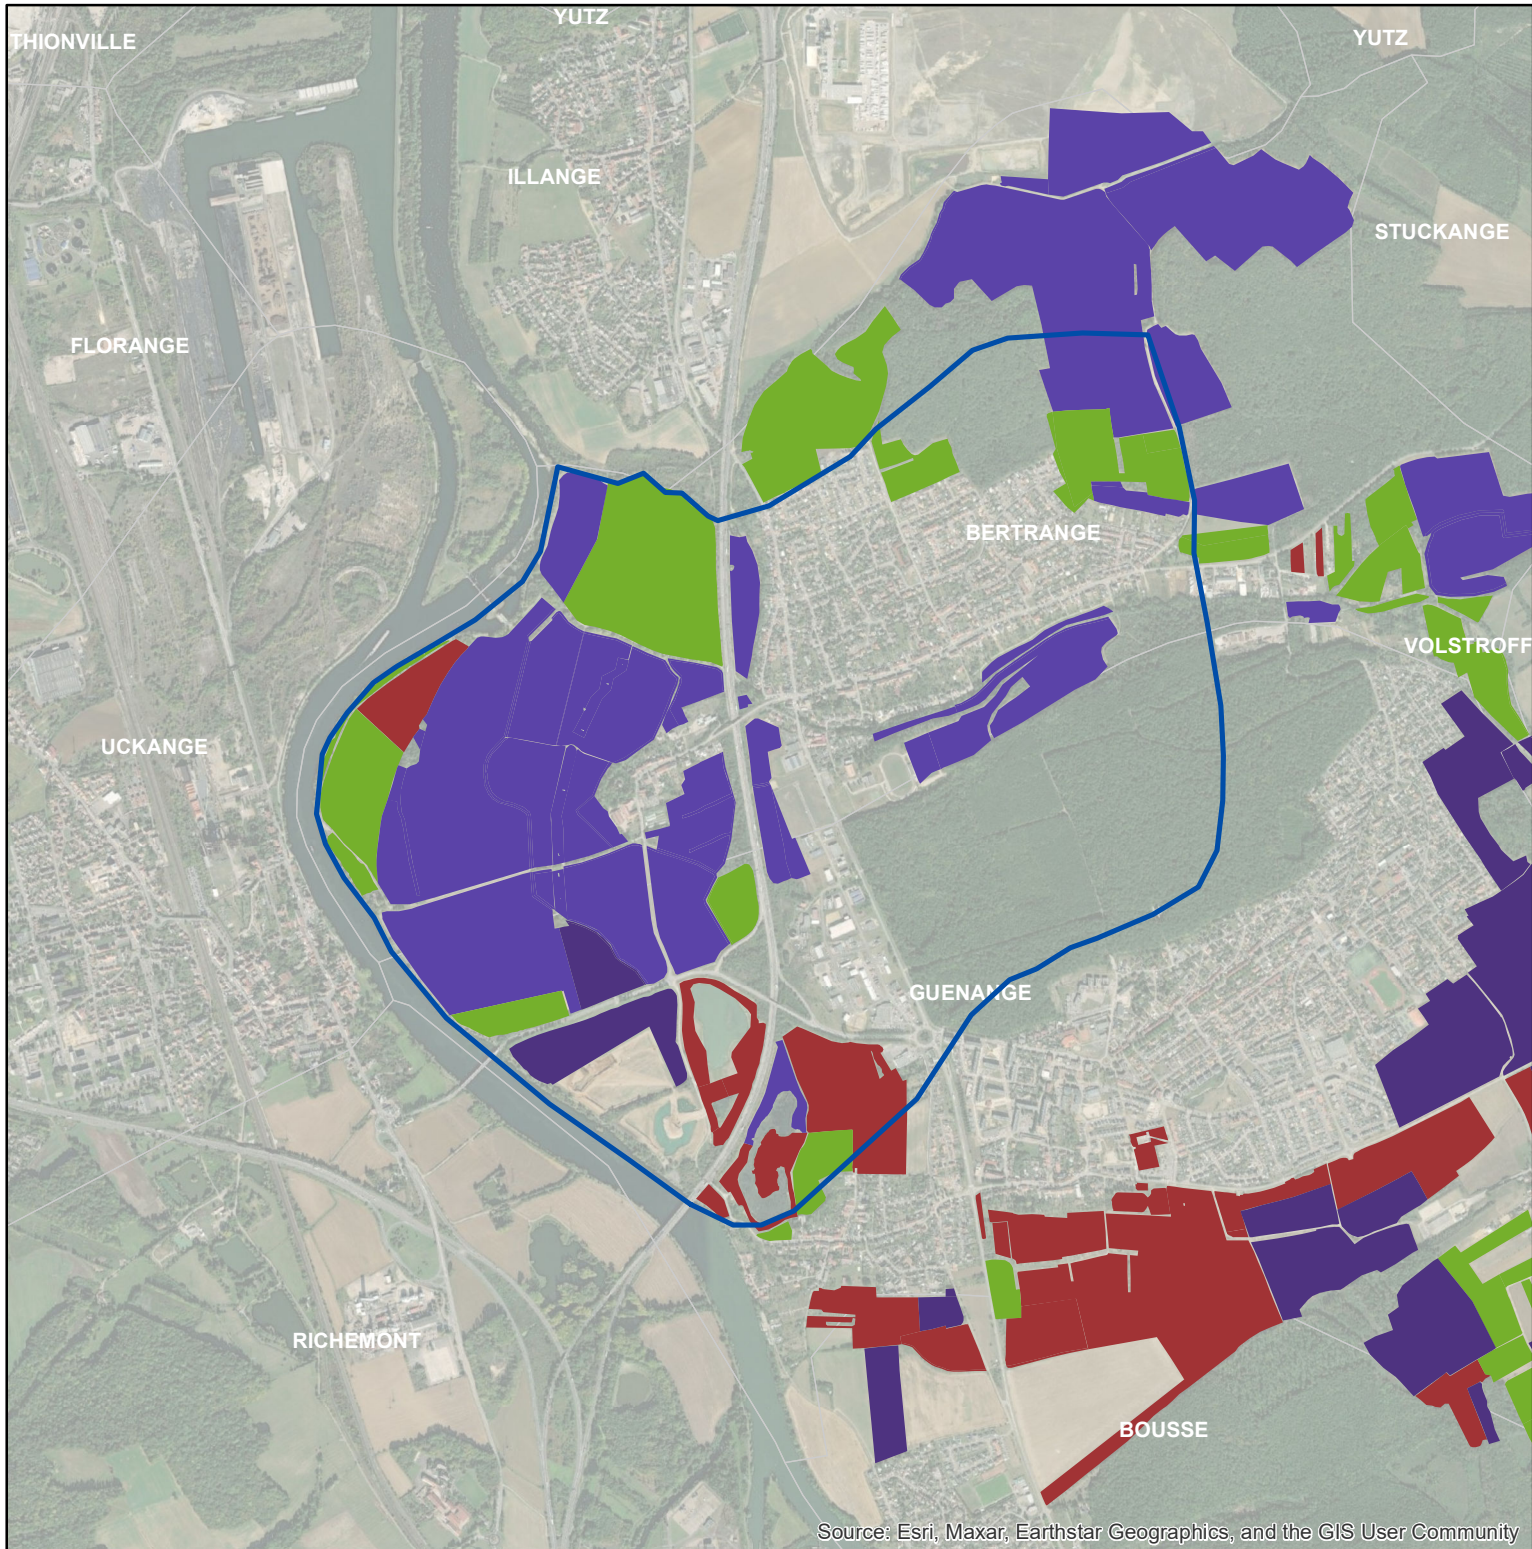 YUTZ
THIONVILLE
YUTZ
ILLANGE
STUCKANGE
FLORANGE
BERTRANGE
VOLSTROFF
UCKANGE
GUENANGE
RICHEMONT
BOUSSE
Source: Esri, Maxar, Earthstar Geographics, and the GIS User Community